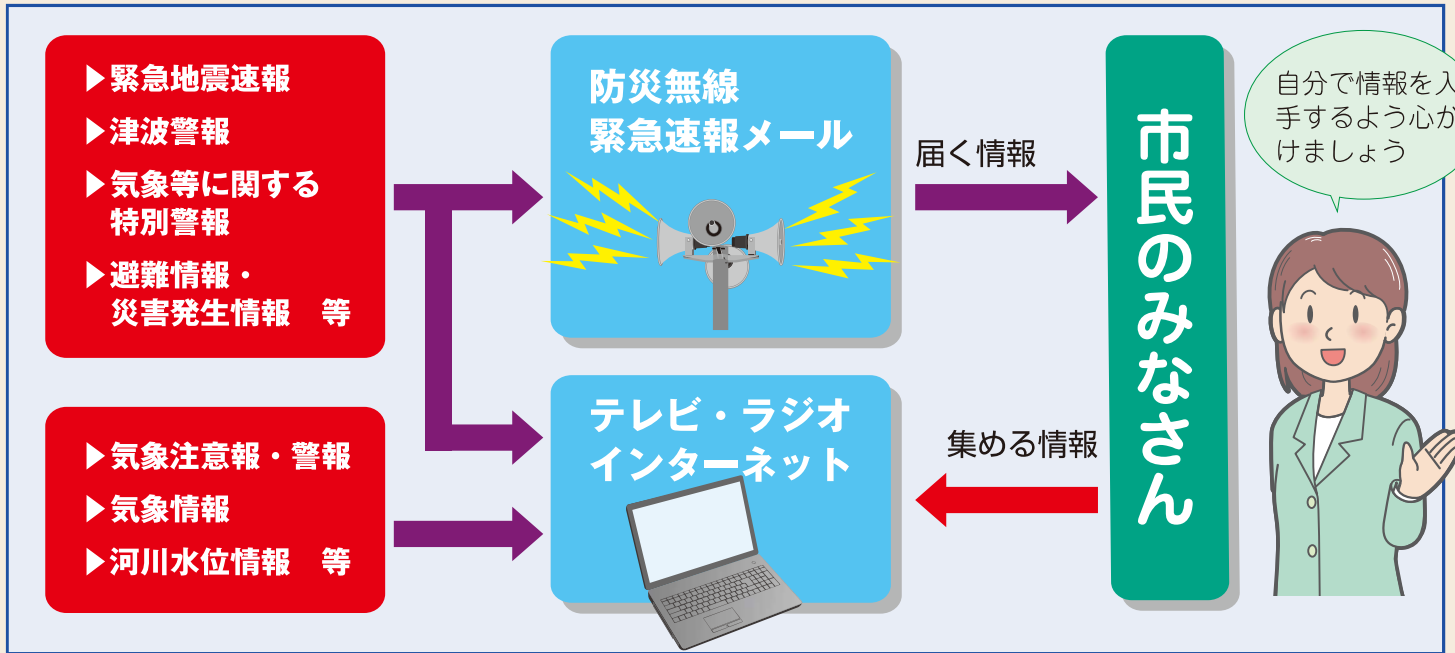 ▶緊急地震速報
▶津波警報
▶気象等に関する
特別警報
▶避難情報・
災害発生情報　等
▶気象注意報・警報
▶気象情報
▶河川水位情報　等
防災無線
緊急速報メール
テレビ・ラジオ
インターネット
届く情報
集める情報
市民のみなさん
自分で情報を入
手するよう心が
けましょう